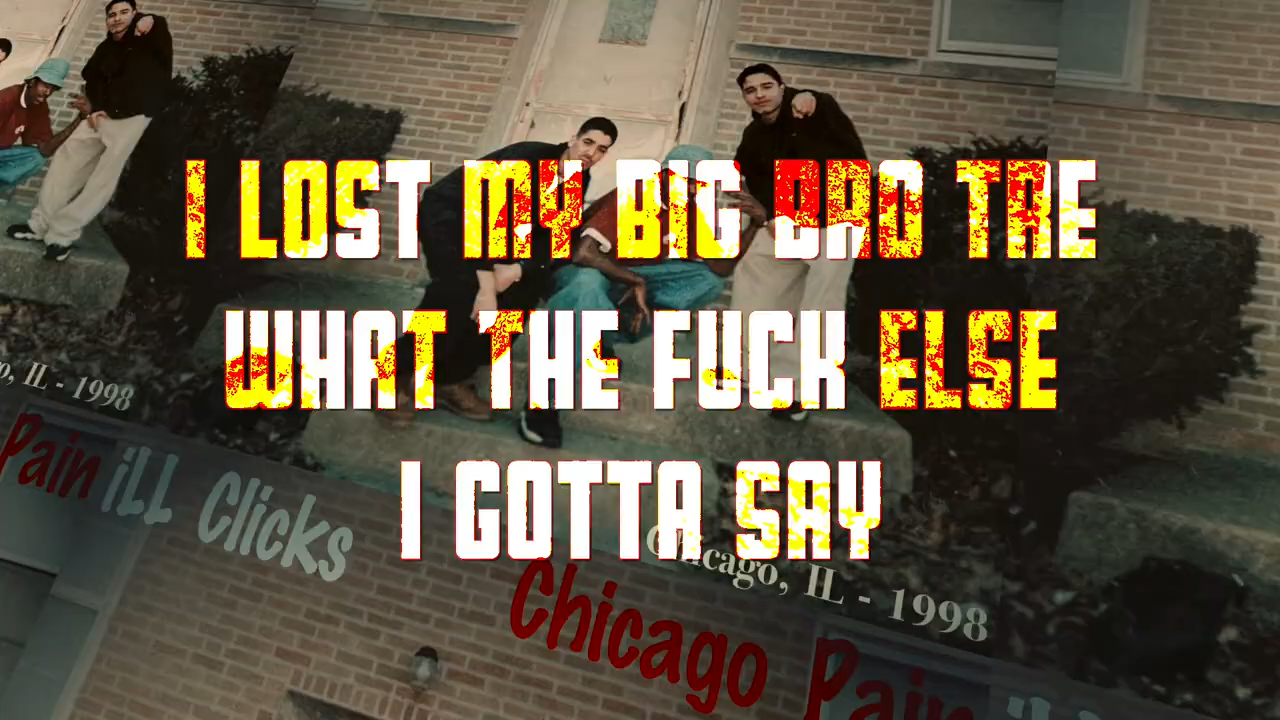 I LOST MY BIG BRO TRE
WHAT THE FUCK ELSE
I GOTTA SAY
o, IL - 1998
Pain iLL Clicks
Chicago, IL - 1998
Chicago Pain